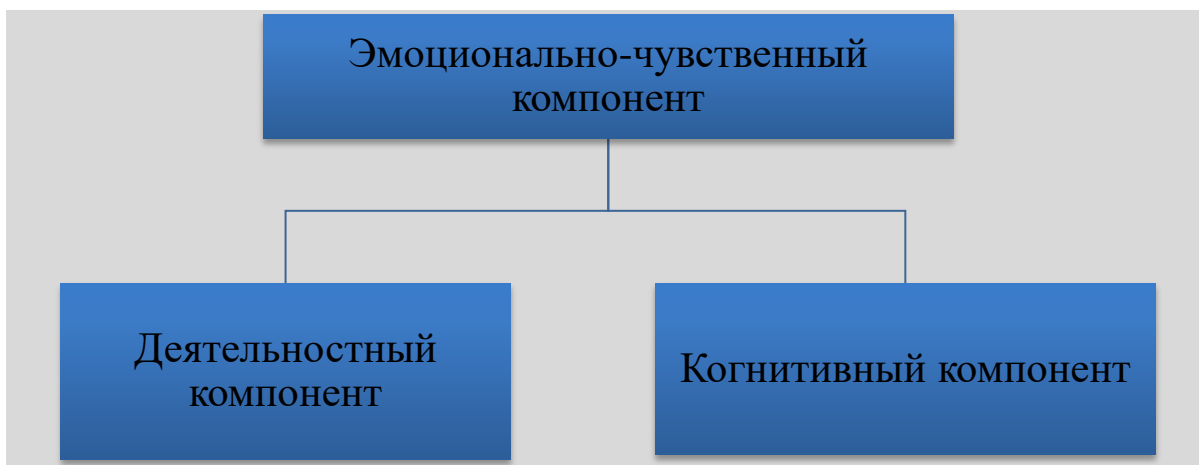 Эмоционально-чувственный
компонент
Деятельностный
компонент
Когнитивный компонент